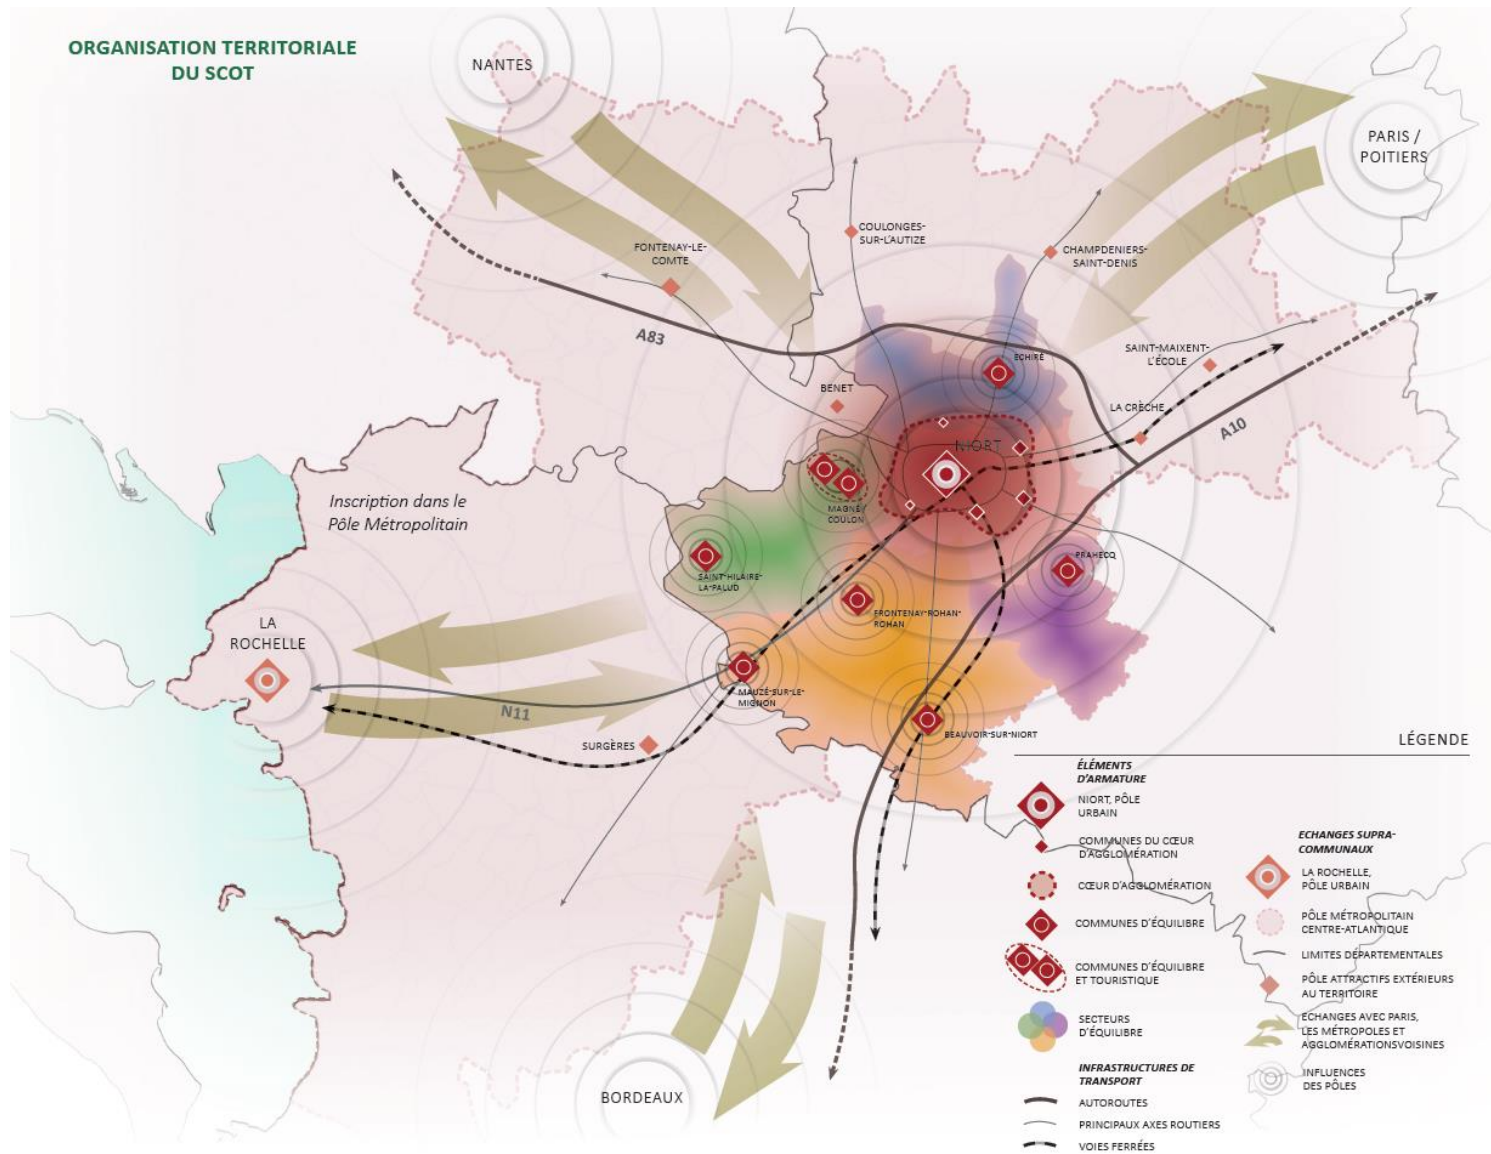 ORGANISATION TERRITORIALE
DU SCOT
NANTES
PARIS /
POITIERS
COULONGES-
SUR-L'AUTIZE
CHAMPDENIERS-
SAINT-DENIS
FONTENAY-LE-
COMTE
A83
ECHIRÉ
SAINT-MAIXENT-
L'ÉCOLE
BENET
LA CRÈCHE
A10
NIORT
Inscription dans le
Pôle Métropolitain
MAGNÉ/
COULON
PRAHECQ
SAINT-HILAIRE-
LA-PALUD
FRONTENAY-ROHAN-
ROHAN
LA
ROCHELLE
MAUZÉ-SUR-LE-
MIGNON
N11
SURGÈRES
BEAUVOIR-SUR-NIORT
BORDEAUX
LÉGENDE
ÉLÉMENTS
D'ARMATURE
NIORT, PÔLE
URBAIN
COMMUNES DU CŒUR
D'AGGLOMÉRATION
CŒUR D'AGGLOMÉRATION
COMMUNES D'ÉQUILIBRE
COMMUNES D'ÉQUILIBRE
ET TOURISTIQUE
SECTEURS
D'ÉQUILIBRE
INFRASTRUCTURES DE
TRANSPORT
AUTOROUTES
PRINCIPAUX AXES ROUTIERS
VOIES FERRÉES
ECHANGES SUPRA-
COMMUNAUX
LA ROCHELLE,
PÔLE URBAIN
PÔLE MÉTROPOLITAIN
CENTRE-ATLANTIQUE
LIMITES DÉPARTEMENTALES
PÔLE ATTRACTIFS EXTÉRIEURS
AU TERRITOIRE
ECHANGES AVEC PARIS,
LES MÉTROPOLES ET
AGGLOMÉRATIONSVOISINES
INFLUENCES
DES PÔLES